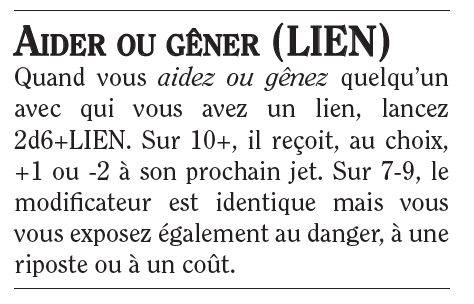 AIDER OU GÊNER (LIEN)
Quand vous aidez ou gênez quelqu'un
avec qui vous avez un lien, lancez
2d6+LIEN. Sur 10+, il reçoit, au choix,
+1 ou -2 à son prochain jet. Sur 7-9, le
modificateur est identique mais vous
vous exposez également au danger, à une
riposte ou à un coût.